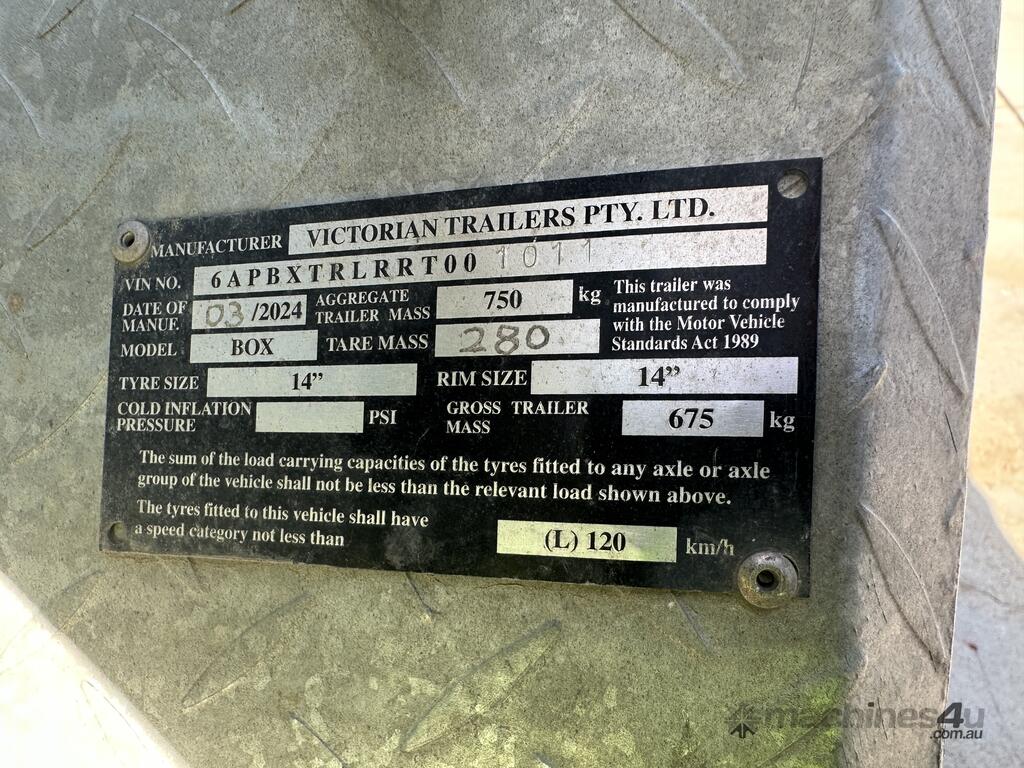 MANUFACTURER VICTORIAN TRAILERS PTY. LTD.
VIN NO. 6APBXTRLRRT00 1011
DATE OF MANUF. 03/2024 AGGREGATE TRAILER MASS 750 kg
This trailer was
manufactured to comply
with the Motor Vehicle
Standards Act 1989
MODEL BOX TARE MASS 280
TYRE SIZE 14” RIM SIZE 14”
COLD INFLATION PRESSURE PSI GROSS TRAILER MASS 675 kg
The sum of the load carrying capacities of the tyres fitted to any axle or axle
group of the vehicle shall not be less than the relevant load shown above.
The tyres fitted to this vehicle shall have
a speed category not less than (L) 120 km/h
machines4u
.com.au